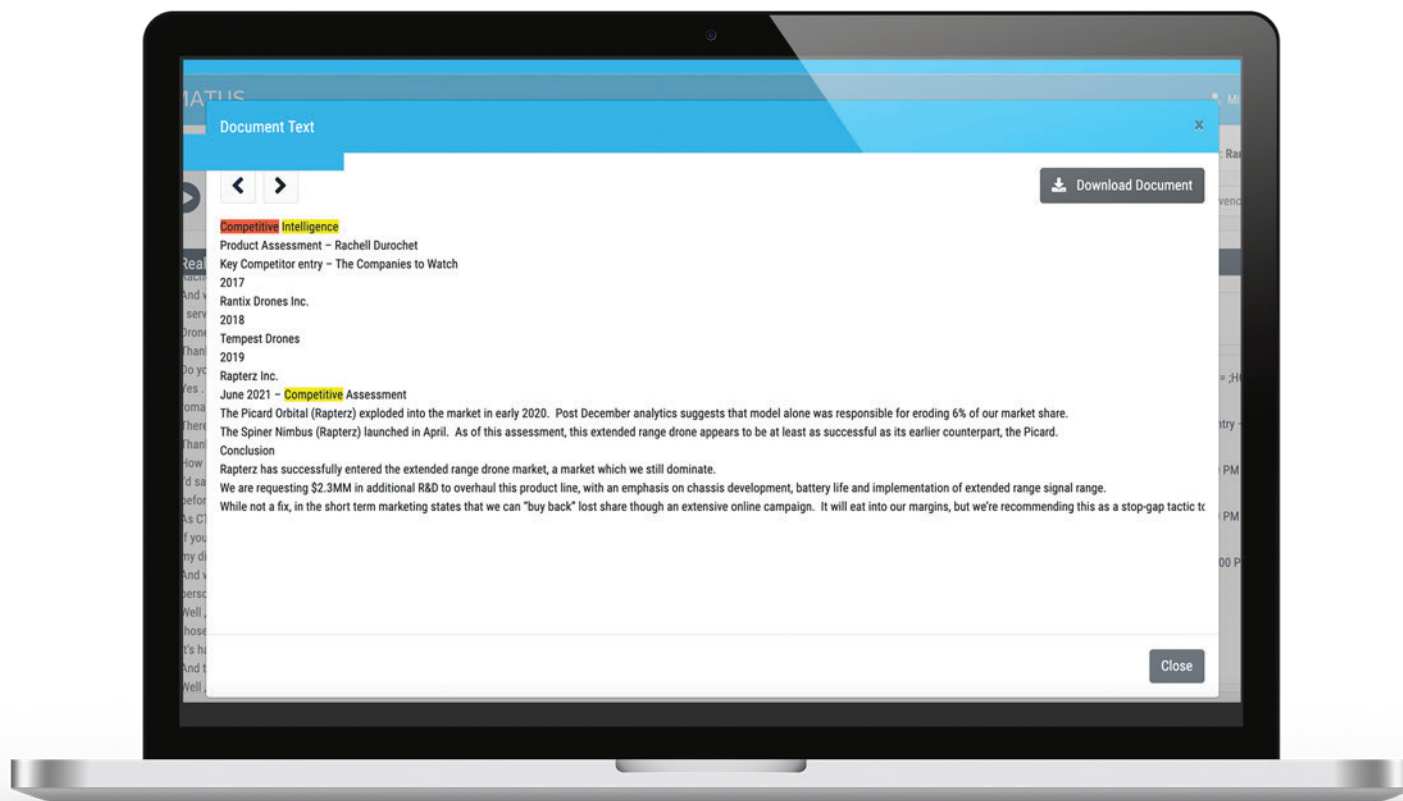 Document Text
×
Download Document
Competitive Intelligence
Product Assessment – Rachell Durochet
Key Competitor entry – The Companies to Watch
2017
Rantix Drones Inc.
2018
Tempest Drones
2019
Rapterz Inc.
June 2021 – Competitive Assessment
The Picard Orbital (Rapterz) exploded into the market in early 2020. Post December analytics suggests that model alone was responsible for eroding 6% of our market share.
The Spiner Nimbus (Rapterz) launched in April. As of this assessment, this extended range drone appears to be at least as successful as its earlier counterpart, the Picard.
Conclusion
Rapterz has successfully entered the extended range drone market, a market which we still dominate.
We are requesting $2.3MM in additional R&D to overhaul this product line, with an emphasis on chassis development, battery life and implementation of extended range signal range.
While not a fix, in the short term marketing states that we can "buy back" lost share though an extensive online campaign. It will eat into our margins, but we're recommending this as a stop-gap tactic
Close